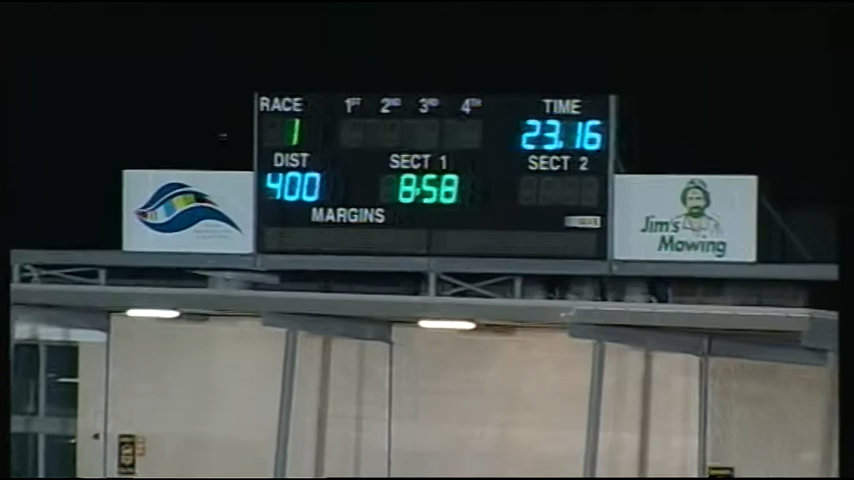 RACE 1ST 2ND 3RD 4TH TIME
1 23.16
DIST SECT 1 SECT 2
400 8.58
MARGINS
Jim's
Mowing